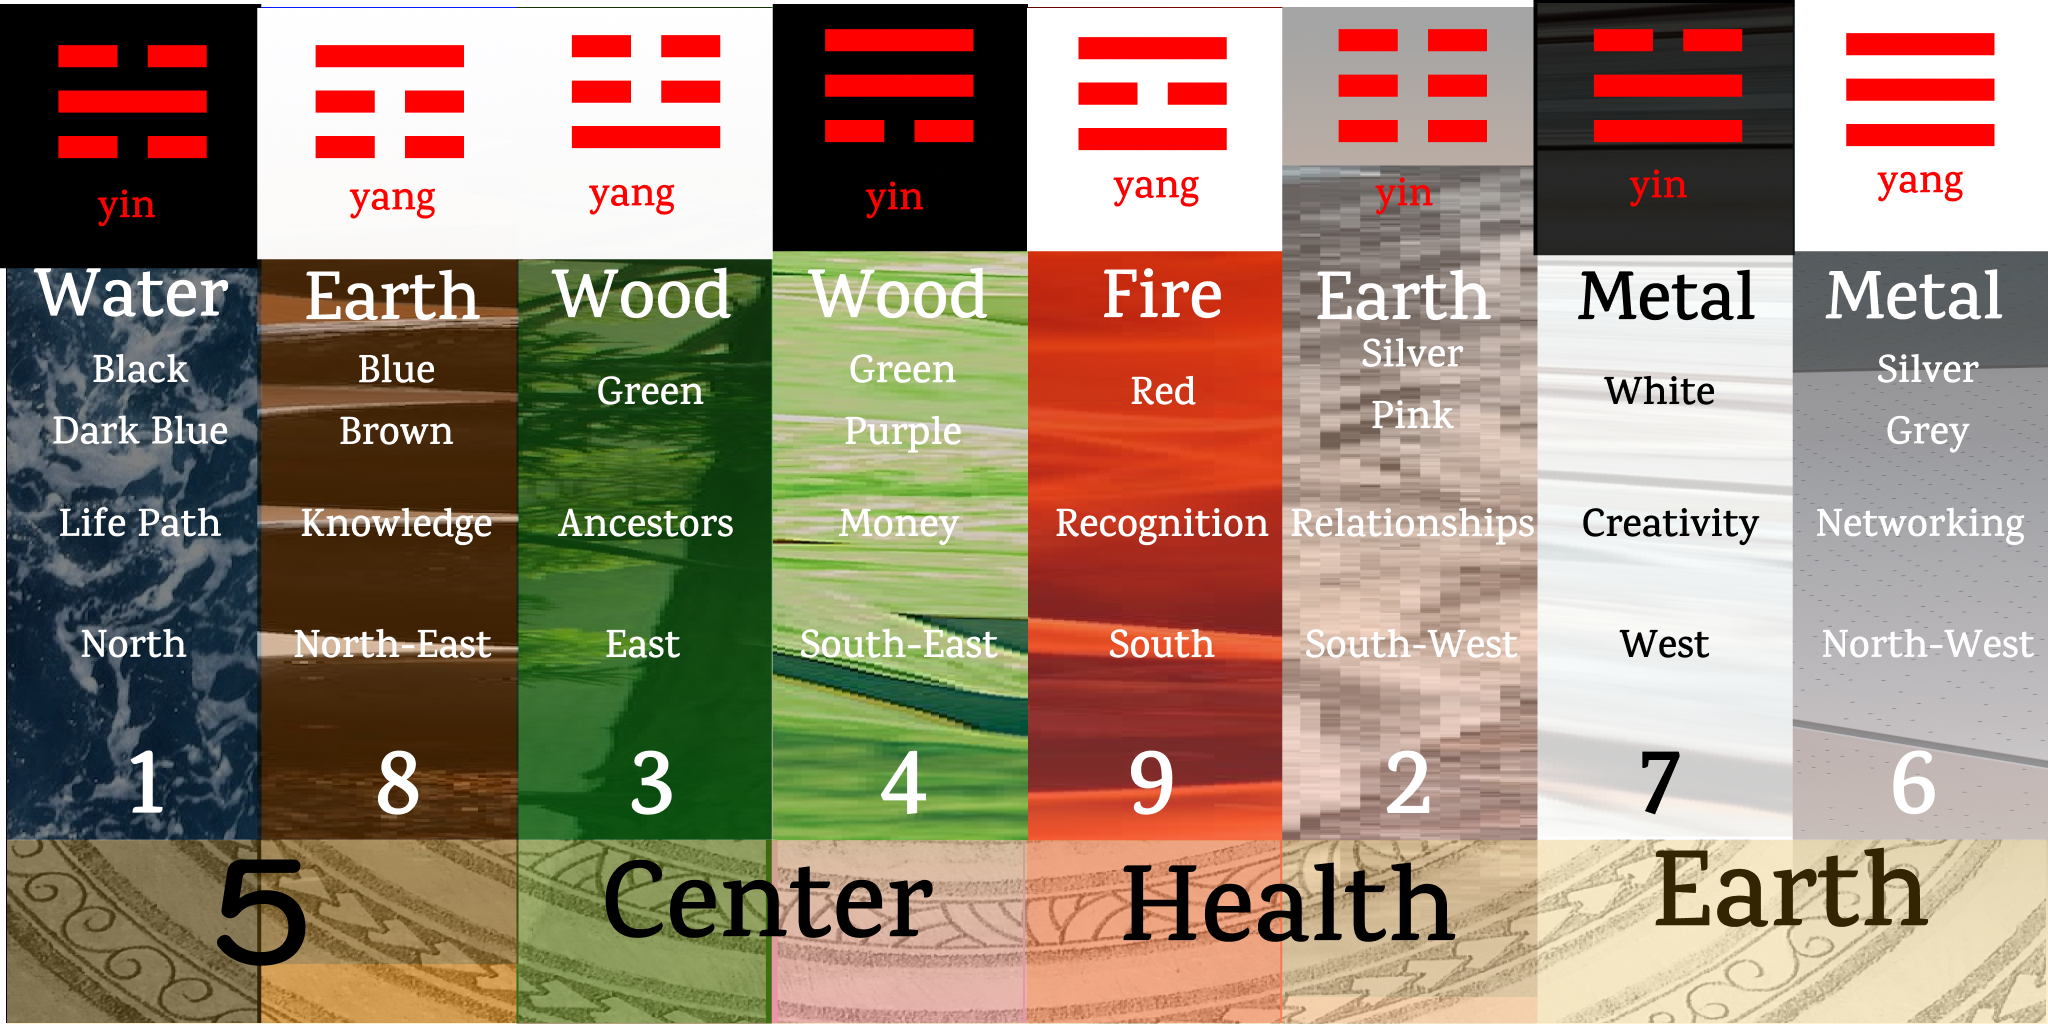 yin
yang
yang
yin
yang
yin
yin
yang
Water
Earth
Wood
Wood
Fire
Earth
Metal
Metal
Black
Dark Blue
Blue
Brown
Green
Green
Purple
Red
Silver
Pink
White
Silver
Grey
Life Path
Knowledge
Ancestors
Money
Recognition
Relationships
Creativity
Networking
North
North-East
East
South-East
South
South-West
West
North-West
1
8
3
4
9
2
7
6
5
Center
Health
Earth